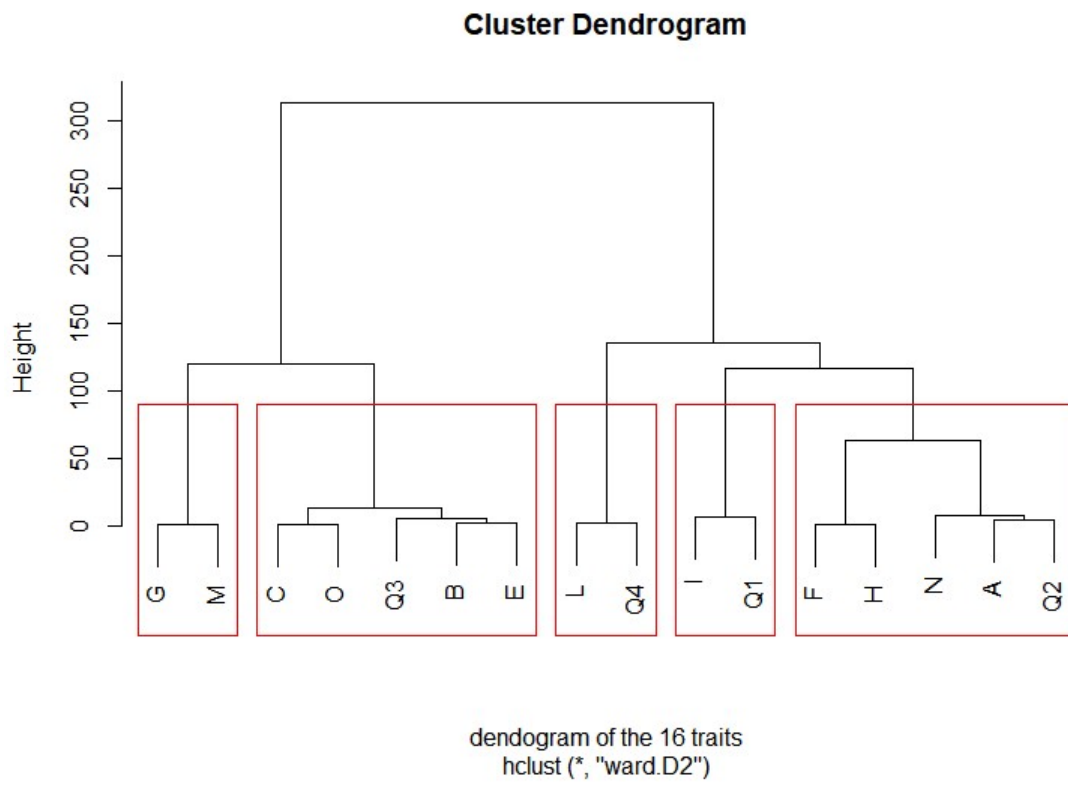 Cluster Dendrogram
Height
300
250
200
150
100
50
0
G
M
C
O
Q3
B
E
L
Q4
I
Q1
F
H
N
A
Q2
dendogram of the 16 traits
hclust (*, "ward.D2")